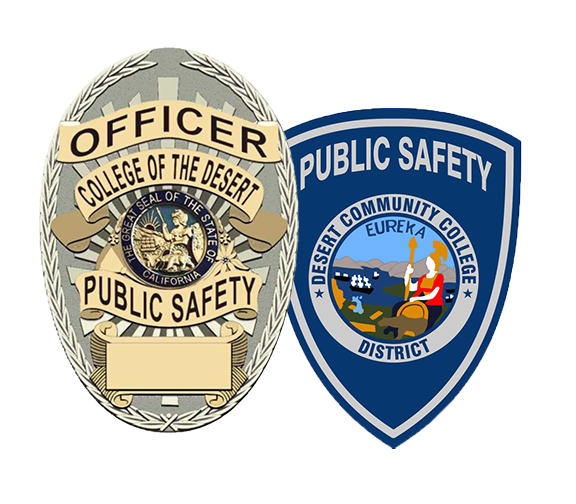 OFFICER
COLLEGE OF THE DESERT
THE GREAT SEAL OF THE STATE OF
CALIFORNIA
PUBLIC SAFETY
PUBLIC SAFETY
DESERT COMMUNITY COLLEGE
EUREKA
DISTRICT